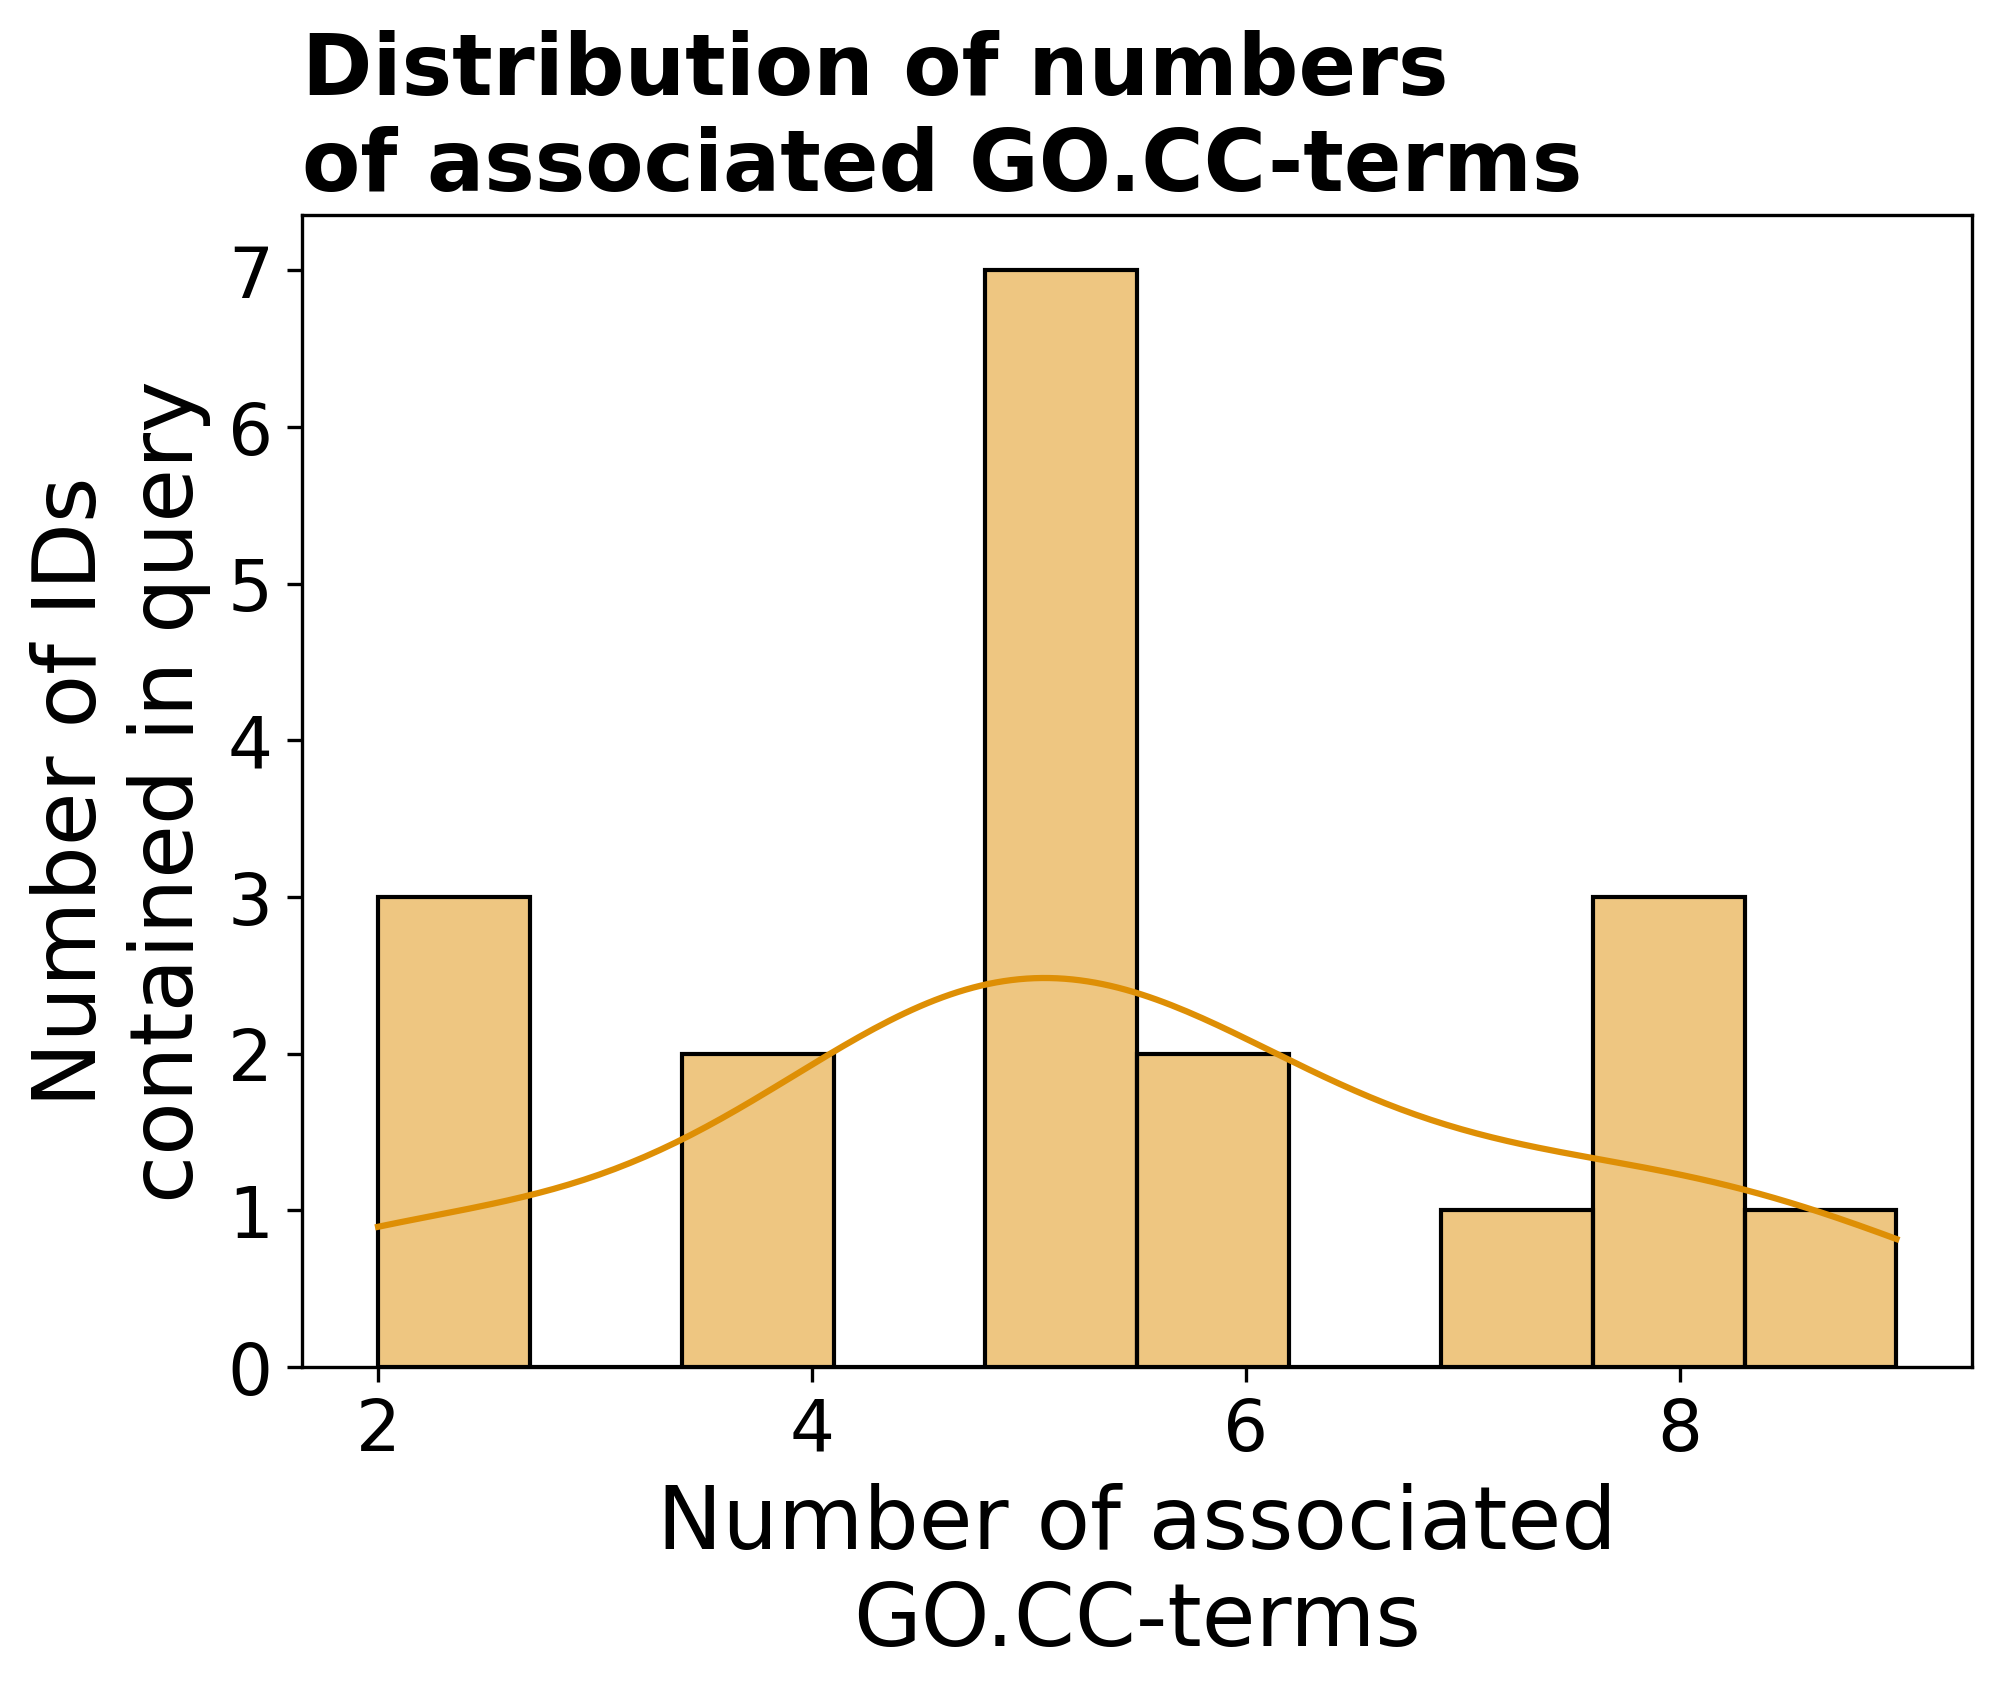 Distribution of numbers
of associated GO.CC-terms
Number of IDs
contained in query
7
6
5
4
3
2
1
0
2 4 6 8
Number of associated
GO.CC-terms